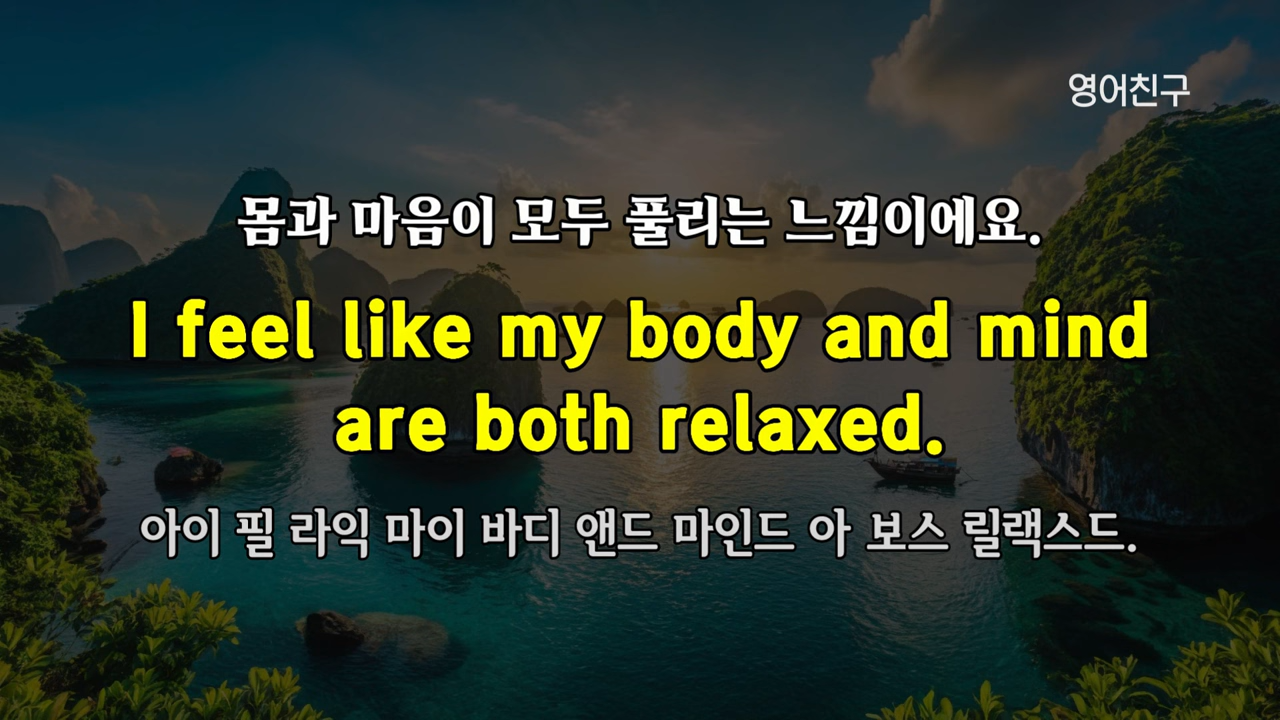 영어친구
몸과 마음이 모두 풀리는 느낌이에요.
I feel like my body and mind
are both relaxed.
아이 필 라익 마이 바디 앤드 마인드 아 보스 릴랙스드.